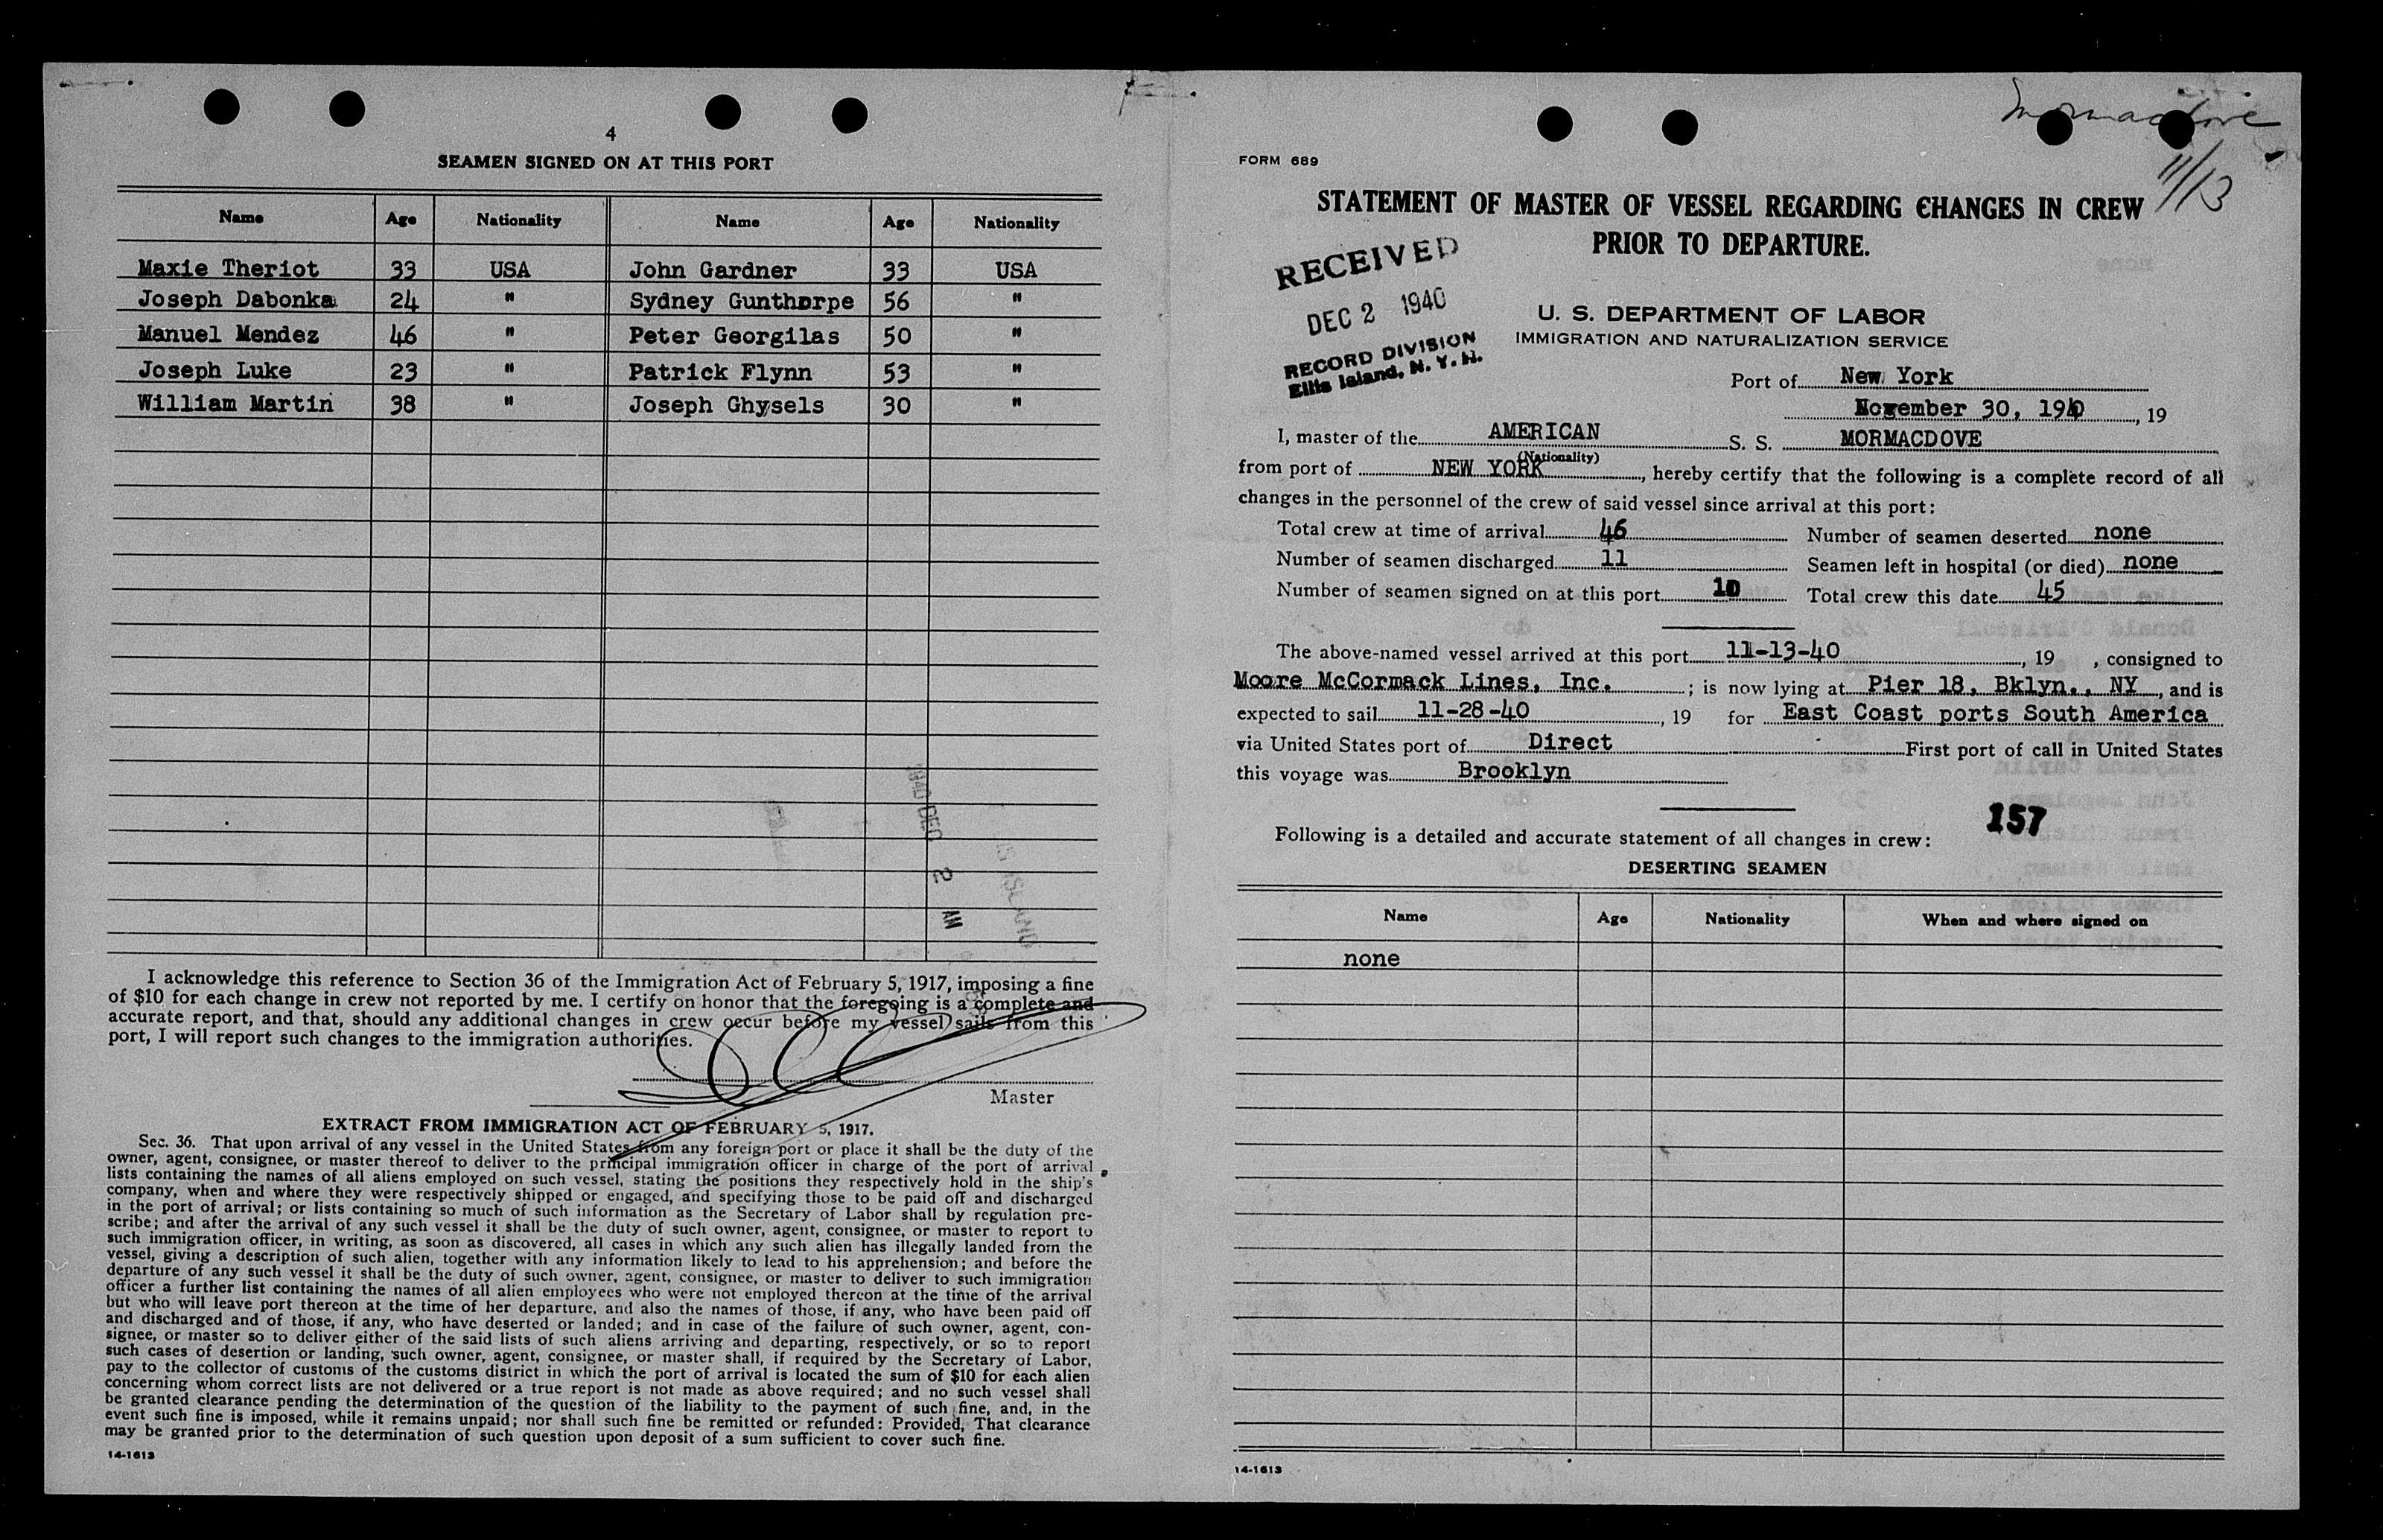 4
SEAMEN SIGNED ON AT THIS PORT
Name Age Nationality Name Age Nationality
Maxie Theriot 33 USA John Gardner 33 USA
Joseph Dabonka 24 " Sydney Gunthorpe 56 "
Manuel Mendez 46 " Peter Georgilas 50 "
Joseph Luke 23 " Patrick Flynn 53 "
William Martin 38 " Joseph Ghysels 30 "
1940 DEC 2 AM
I acknowledge this reference to Section 36 of the Immigration Act of February 5, 1917, imposing a fine
of $10 for each change in crew not reported by me. I certify on honor that the foregoing is a complete and
accurate report, and that, should any additional changes in crew occur before my vessel sails from this
port, I will report such changes to the immigration authorities.
Master
EXTRACT FROM IMMIGRATION ACT OF FEBRUARY 5, 1917.
Sec. 36. That upon arrival of any vessel in the United States from any foreign port or place it shall be the duty of the
owner, agent, consignee, or master thereof to deliver to the principal immigration officer in charge of the port of arrival
lists containing the names of all aliens employed on such vessel, stating the positions they respectively hold in the ship's
company, when and where they were respectively shipped or engaged, and specifying those to be paid off and discharged
in the port of arrival; or lists containing so much of such information as the Secretary of Labor shall by regulation pre-
scribe; and after the arrival of any such vessel it shall be the duty of such owner, agent, consignee, or master to report to
such immigration officer, in writing, as soon as discovered, all cases in which any such alien has illegally landed from the
vessel, giving a description of such alien, together with any information likely to lead to his apprehension; and before the
departure of any such vessel it shall be the duty of such owner, agent, consignee, or master to deliver to such immigration
officer a further list containing the names of all alien employees who were not employed thereon at the time of the arrival
but who will leave port thereon at the time of her departure, and also the names of those, if any, who have been paid off
and discharged and of those, if any, who have deserted or landed; and in case of the failure of such owner, agent, con-
signee, or master so to deliver either of the said lists of such aliens arriving and departing, respectively, or so to report
such cases of desertion or landing, such owner, agent, consignee, or master shall, if required by the Secretary of Labor,
pay to the collector of customs of the customs district in which the port of arrival is located the sum of $10 for each alien
concerning whom correct lists are not delivered or a true report is not made as above required; and no such vessel shall
be granted clearance pending the determination of the question of the liability to the payment of such fine, and, in the
event such fine is imposed, while it remains unpaid; nor shall such fine be remitted or refunded: Provided, That clearance
may be granted prior to the determination of such question upon deposit of a sum sufficient to cover such fine.
14-1613
Mormacdove
11/13
FORM 689
STATEMENT OF MASTER OF VESSEL REGARDING CHANGES IN CREW
PRIOR TO DEPARTURE.
RECEIVED
DEC 2 1940
RECORD DIVISION
Ellis Island, N. Y. H.
U. S. DEPARTMENT OF LABOR
IMMIGRATION AND NATURALIZATION SERVICE
Port of New York
November 30, 1940, 19
I, master of the AMERICAN S. S. MORMACDOVE
(Nationality)
from port of NEW YORK, hereby certify that the following is a complete record of all
changes in the personnel of the crew of said vessel since arrival at this port:
Total crew at time of arrival 46 Number of seamen deserted none
Number of seamen discharged 11 Seamen left in hospital (or died) none
Number of seamen signed on at this port 10 Total crew this date 45
The above-named vessel arrived at this port 11-13-40, 19 , consigned to
Moore McCormack Lines, Inc. ; is now lying at Pier 18, Bklyn., NY, and is
expected to sail 11-28-40, 19 for East Coast ports South America
via United States port of Direct First port of call in United States
this voyage was Brooklyn
157
Following is a detailed and accurate statement of all changes in crew:
DESERTING SEAMEN
Name Age Nationality When and where signed on
none
14-1613